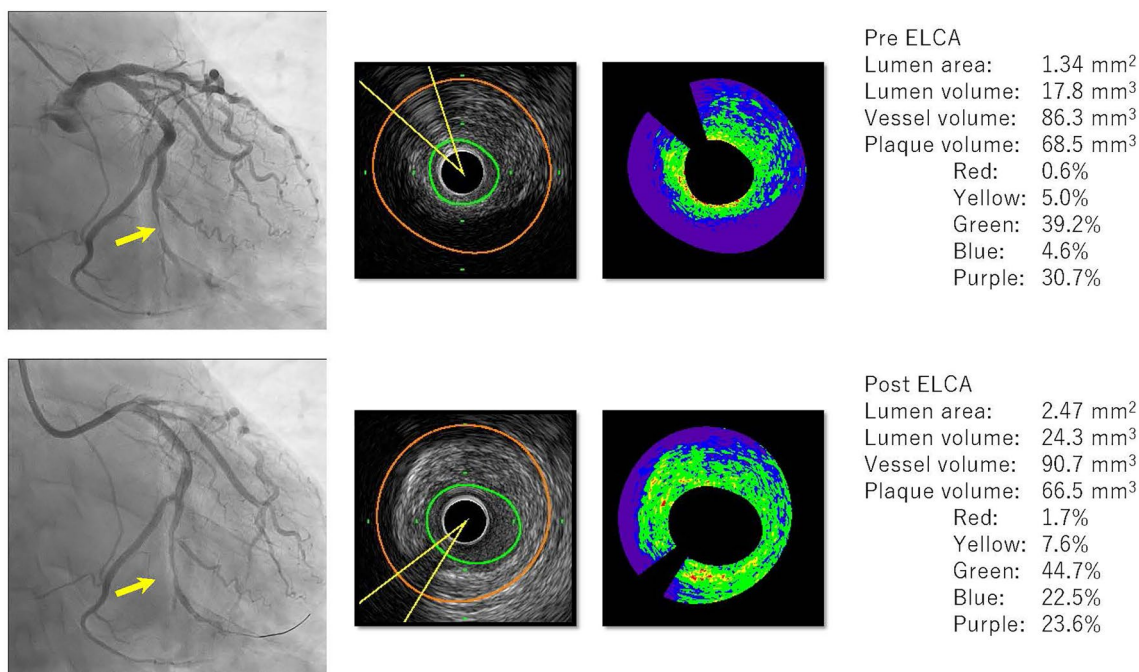 Pre ELCA
Lumen area: 1.34 mm²
Lumen volume: 17.8 mm³
Vessel volume: 86.3 mm³
Plaque volume: 68.5 mm³
Red: 0.6%
Yellow: 5.0%
Green: 39.2%
Blue: 4.6%
Purple: 30.7%
Post ELCA
Lumen area: 2.47 mm²
Lumen volume: 24.3 mm³
Vessel volume: 90.7 mm³
Plaque volume: 66.5 mm³
Red: 1.7%
Yellow: 7.6%
Green: 44.7%
Blue: 22.5%
Purple: 23.6%